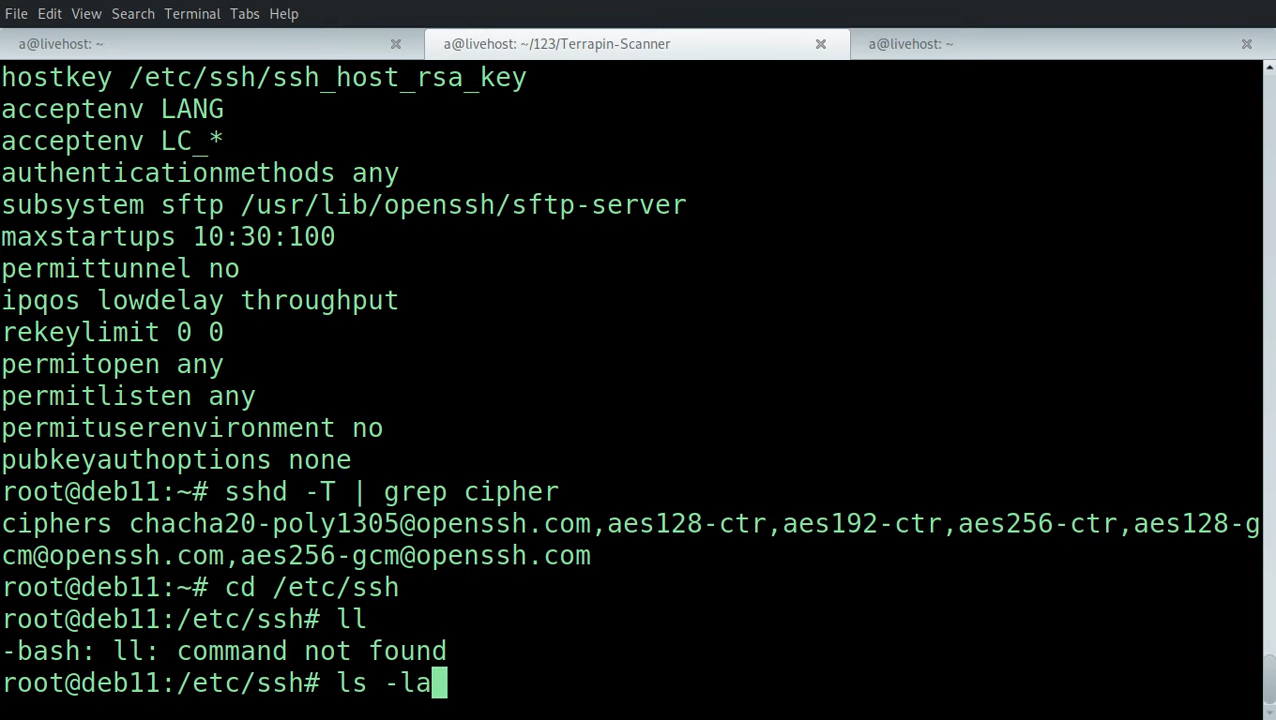 File Edit View Search Terminal Tabs Help
a@livehost: ~ a@livehost: ~/123/Terrapin-Scanner a@livehost: ~
hostkey /etc/ssh/ssh_host_rsa_key
acceptenv LANG
acceptenv LC_*
authenticationmethods any
subsystem sftp /usr/lib/openssh/sftp-server
maxstartups 10:30:100
permittunnel no
ipqos lowdelay throughput
rekeylimit 0 0
permitopen any
permitlisten any
permituserenvironment no
pubkeyauthoptions none
root@deb11:~# sshd -T | grep cipher
ciphers chacha20-poly1305@openssh.com,aes128-ctr,aes192-ctr,aes256-ctr,aes128-g
cm@openssh.com,aes256-gcm@openssh.com
root@deb11:~# cd /etc/ssh
root@deb11:/etc/ssh# ll
-bash: ll: command not found
root@deb11:/etc/ssh# ls -la